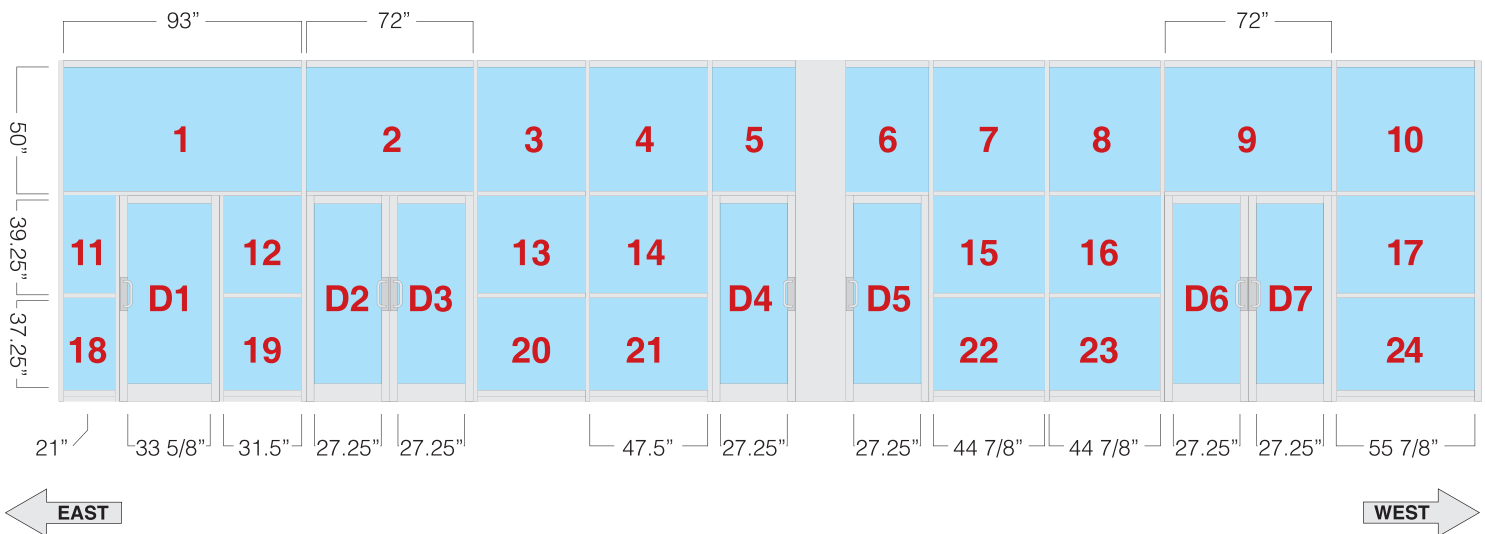 93” 72” 72”
1 2 3 4 5 6 7 8 9 10
50”
11 12 13 14 15 16 17
39.25”
D1 D2 D3 D4 D5 D6 D7
18 19 20 21 22 23 24
37.25”
21” 33 5/8” 31.5” 27.25” 27.25” 47.5” 27.25” 27.25” 44 7/8” 44 7/8” 27.25” 27.25” 55 7/8”
EAST WEST